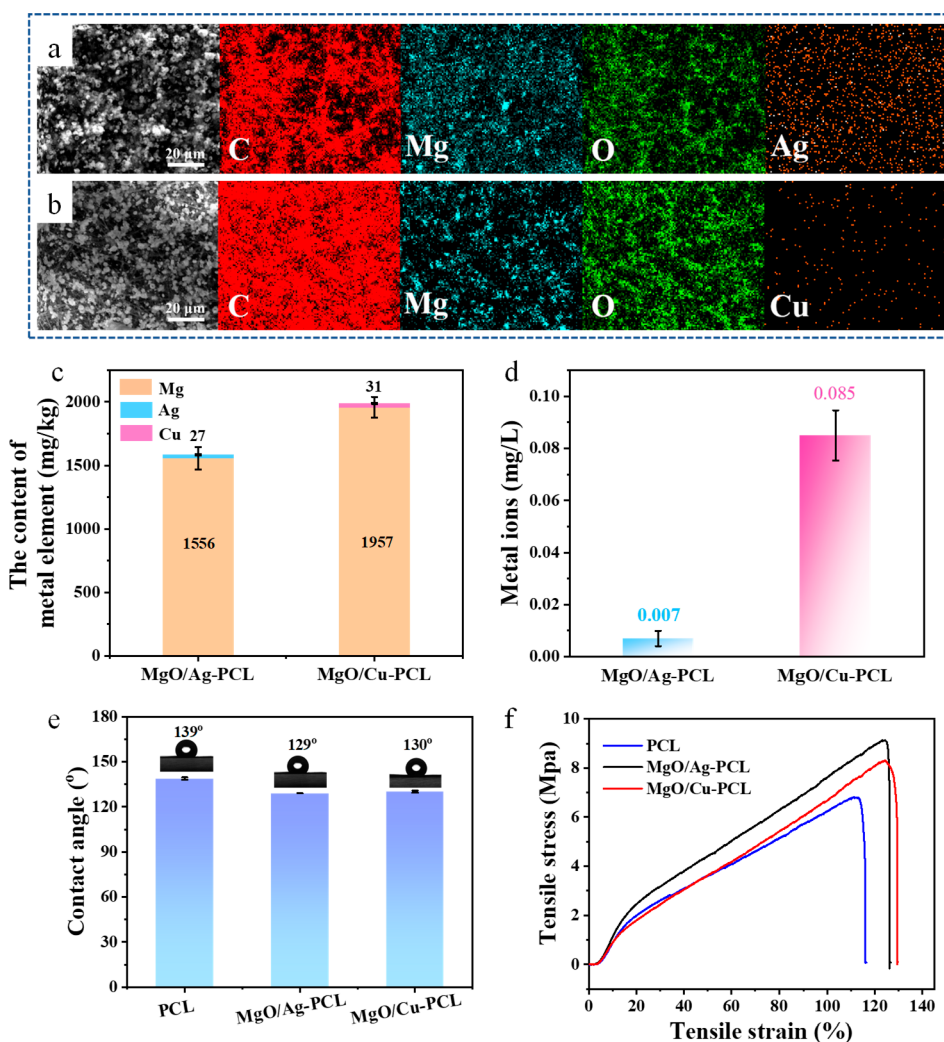 a
20 μm
C
Mg
O
Ag
b
20 μm
C
Mg
O
Cu
c
The content of
metal element (mg/kg)
2000
1500
1000
500
0
Mg
Ag
Cu
27
1556
31
1957
MgO/Ag-PCL
MgO/Cu-PCL
d
Metal ions (mg/L)
0.10
0.08
0.06
0.04
0.02
0.00
0.007
0.085
MgO/Ag-PCL
MgO/Cu-PCL
e
Contact angle (º)
180
150
120
90
60
30
0
139º
129º
130º
PCL
MgO/Ag-PCL
MgO/Cu-PCL
f
Tensile stress (Mpa)
10
8
6
4
2
0
PCL
MgO/Ag-PCL
MgO/Cu-PCL
0
20
40
60
80
100
120
140
Tensile strain (%)